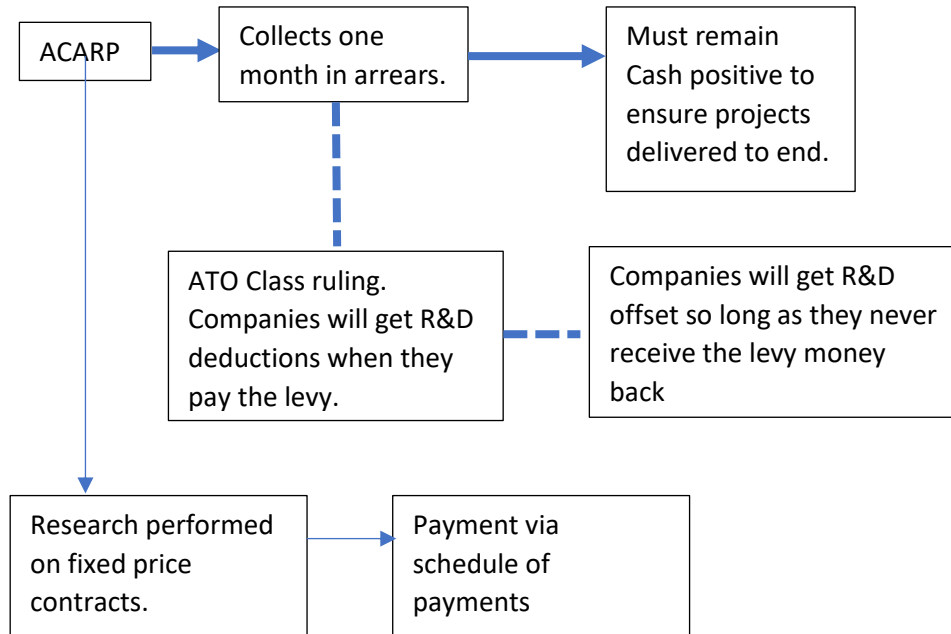 ACARP
Collects one
month in arrears.
Must remain
Cash positive to
ensure projects
delivered to end.
ATO Class ruling.
Companies will get R&D
deductions when they
pay the levy.
Companies will get R&D
offset so long as they never
receive the levy money
back
Research performed
on fixed price
contracts.
Payment via
schedule of
payments